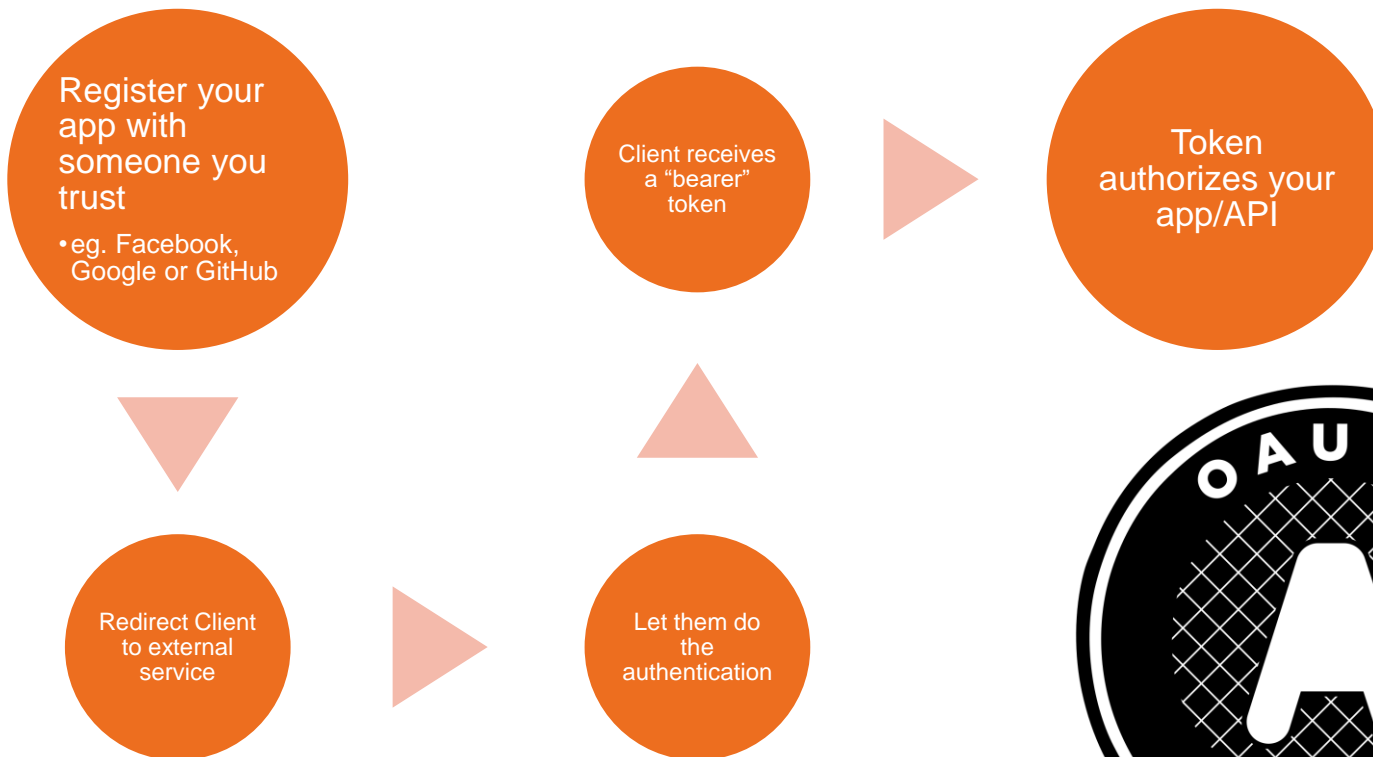 Register your
app with
someone you
trust
•eg. Facebook,
Google or GitHub
Redirect Client
to external
service
Let them do
the
authentication
Client receives
a “bearer”
token
Token
authorizes your
app/API
OAU
A